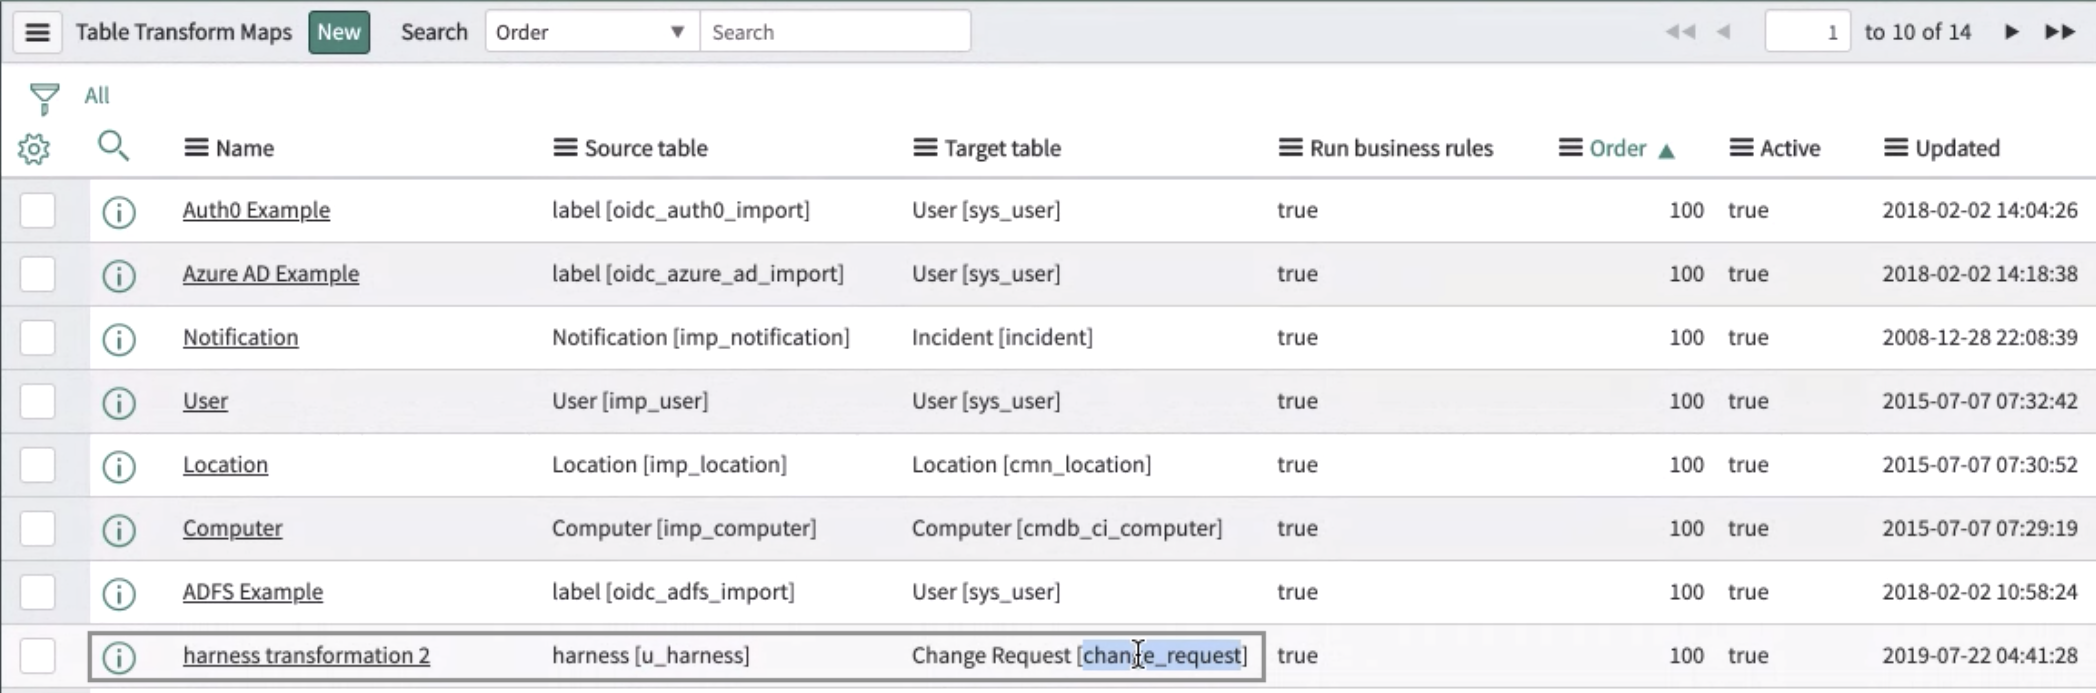 Table Transform Maps New Search Order Search 1 to 10 of 14
All
Name Source table Target table Run business rules Order Active Updated
Auth0 Example label [oidc_auth0_import] User [sys_user] true 100 true 2018-02-02 14:04:26
Azure AD Example label [oidc_azure_ad_import] User [sys_user] true 100 true 2018-02-02 14:18:38
Notification Notification [imp_notification] Incident [incident] true 100 true 2008-12-28 22:08:39
User User [imp_user] User [sys_user] true 100 true 2015-07-07 07:32:42
Location Location [imp_location] Location [cmn_location] true 100 true 2015-07-07 07:30:52
Computer Computer [imp_computer] Computer [cmdb_ci_computer] true 100 true 2015-07-07 07:29:19
ADFS Example label [oidc_adfs_import] User [sys_user] true 100 true 2018-02-02 10:58:24
harness transformation 2 harness [u_harness] Change Request [change_request] true 100 true 2019-07-22 04:41:28